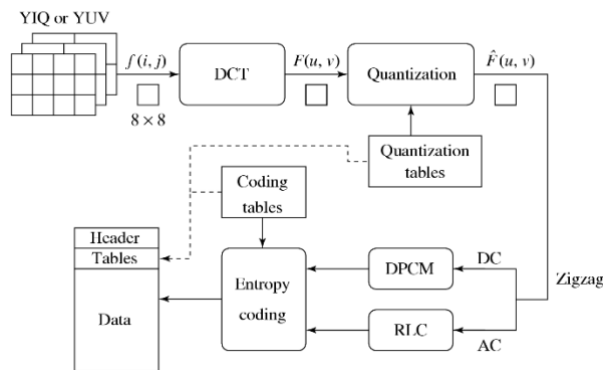 YIQ or YUV
f(i, j)
8 × 8
DCT
F(u, v)
Quantization
F̂(u, v)
Quantization
tables
Coding
tables
Header
Tables
Data
Entropy
coding
DPCM
DC
RLC
AC
Zigzag